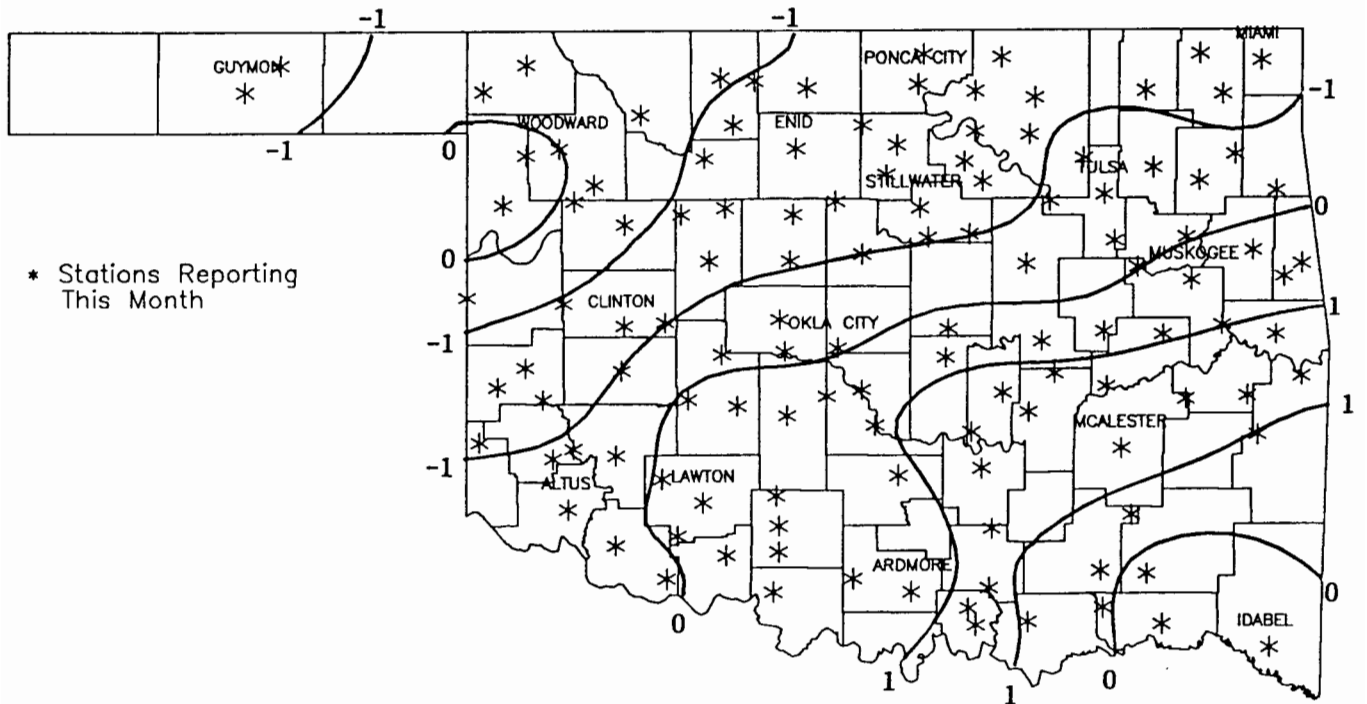 -1
-1
MIAMI
GUYMON
PONCA CITY
-1
WOODWARD
ENID
-1
0
TULSA
STILLWATER
0
MUSKOGEE
0
* Stations Reporting
This Month
CLINTON
OKLA CITY
1
-1
1
MCALESTER
-1
ALTUS
LAWTON
ARDMORE
0
IDABEL
0
1
1
0